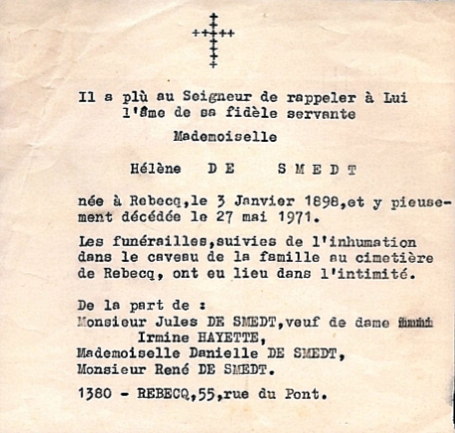 Il a plù au Seigneur de rappeler à Lui
l'âme de sa fidèle servante
Mademoiselle
Hélène DE SMEDT
née à Rebecq,le 3 Janvier 1898,et y pieuse-
ment décédée le 27 mai 1971.
Les funérailles,suivies de l'inhumation
dans le caveau de la famille au cimetière
de Rebecq, ont eu lieu dans l'intimité.
De la part de :
Monsieur Jules DE SMEDT,veuf de dame
Irmine HAYETTE,
Mademoiselle Danielle DE SMEDT,
Monsieur René DE SMEDT.
1380 - REBECQ,55,rue du Pont.